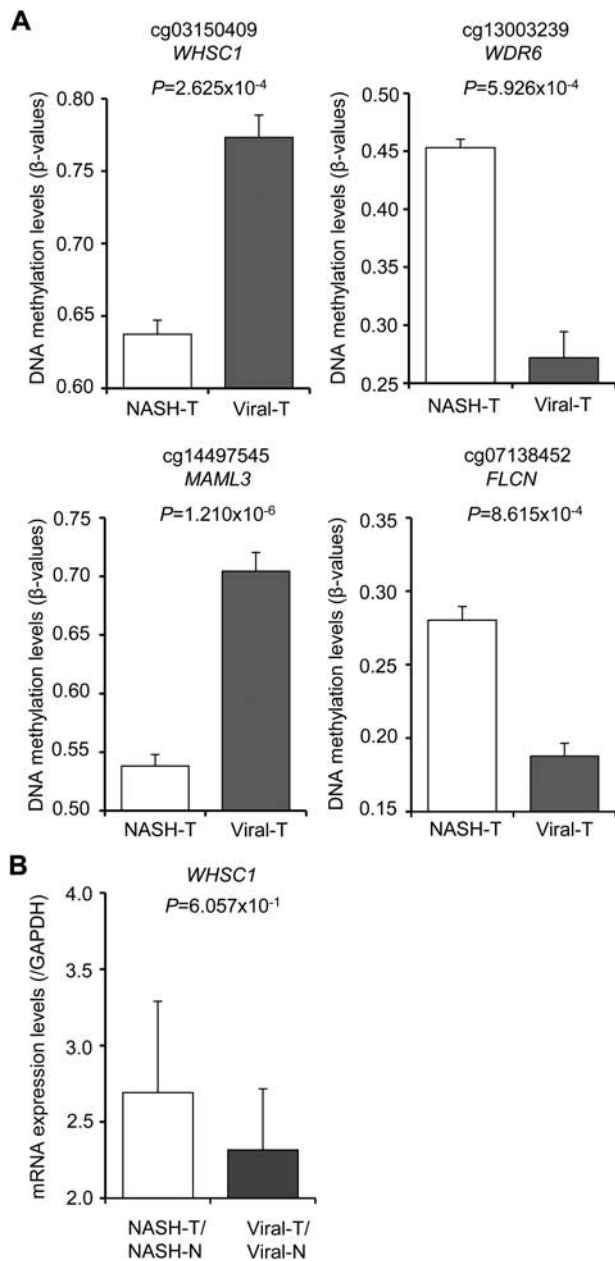 A
cg03150409
WHSC1
P=2.625x10-4
DNA methylation levels (β-values)
0.80
0.75
0.70
0.65
0.60
NASH-T Viral-T
cg13003239
WDR6
P=5.926x10-4
DNA methylation levels (β-values)
0.50
0.45
0.40
0.35
0.30
0.25
NASH-T Viral-T
cg14497545
MAML3
P=1.210x10-6
DNA methylation levels (β-values)
0.75
0.70
0.65
0.60
0.55
0.50
NASH-T Viral-T
cg07138452
FLCN
P=8.615x10-4
DNA methylation levels (β-values)
0.35
0.30
0.25
0.20
0.15
NASH-T Viral-T
B
WHSC1
P=6.057x10-1
mRNA expression levels (/GAPDH)
4.0
3.5
3.0
2.5
2.0
NASH-T/ Viral-T/
NASH-N Viral-N